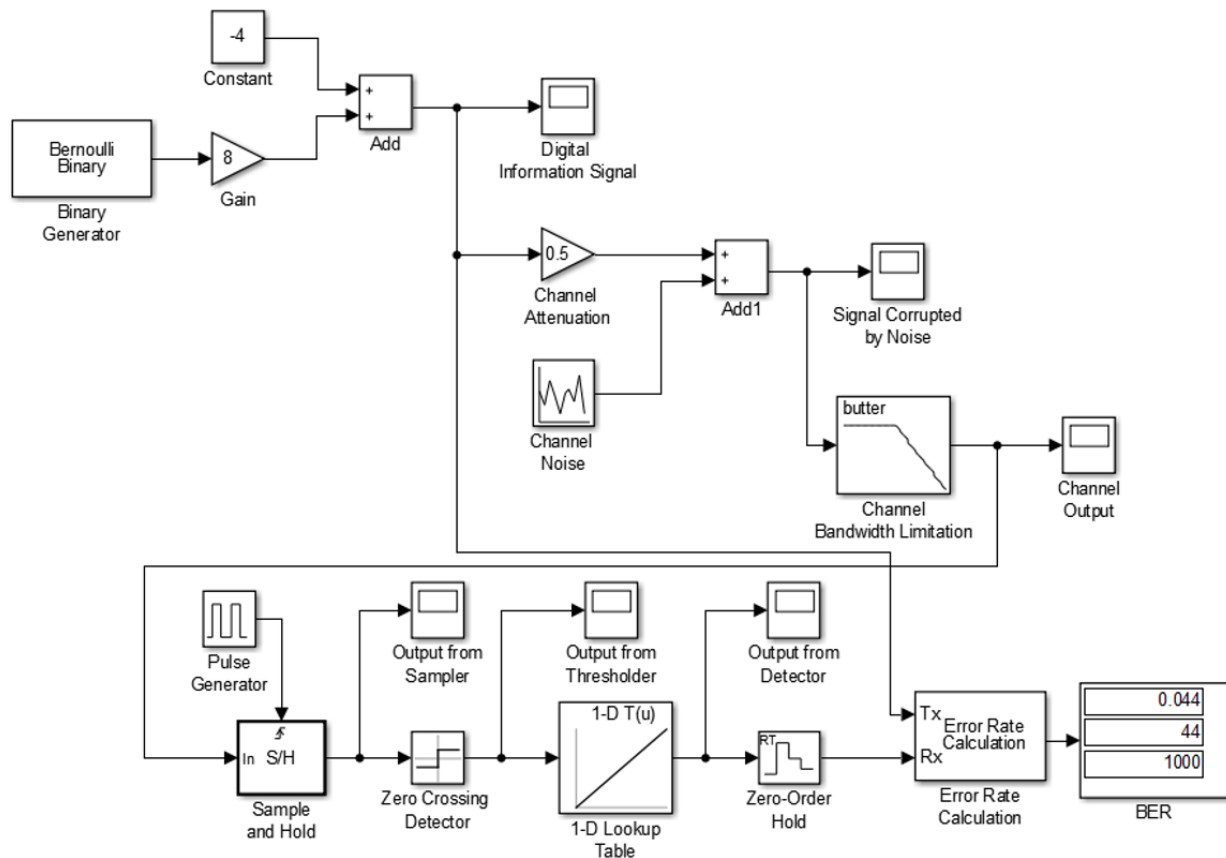 -4
Constant
+
+
Add
Bernoulli
Binary
Binary
Generator
8
Gain
Digital
Information Signal
0.5
Channel
Attenuation
+
+
Add1
Signal Corrupted
by Noise
Channel
Noise
butter
Channel
Bandwidth Limitation
Channel
Output
Pulse
Generator
Output from
Sampler
Output from
Thresholder
Output from
Detector
In S/H
Sample
and Hold
Zero Crossing
Detector
1-D T(u)
1-D Lookup
Table
RT
Zero-Order
Hold
Tx
Error Rate
Calculation
Rx
Error Rate
Calculation
0.044
44
1000
BER